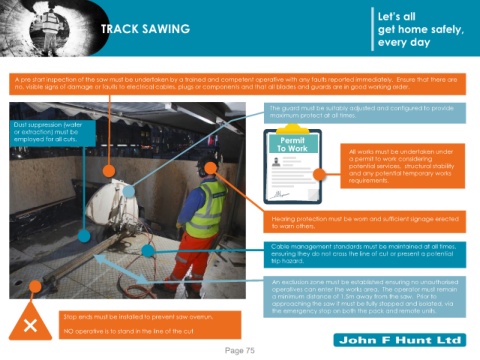 TRACK SAWING
Let's all
get home safely,
every day
A pre start inspection of the saw must be undertaken by a trained and competent operative with any faults reported immediately. Ensure that there are
no, visible signs of damage or faults to electrical cables, plugs or components and that all blades and guards are in good working order.
The guard must be suitably adjusted and configured to provide
maximum protect at all times.
Dust suppression (water
or extraction) must be
employed for all cuts.
Permit
To Work
All works must be undertaken under
a permit to work considering
potential services, structural stability
and any potential temporary works
requirements.
Hearing protection must be worn and sufficient signage erected
to warn others.
Cable management standards must be maintained at all times,
ensuring they do not cross the line of cut or present a potential
trip hazard.
An exclusion zone must be established ensuring no unauthorised
operatives can enter the works area. The operator must remain
a minimum distance of 1.5m away from the saw. Prior to
approaching the saw it must be fully stopped and isolated, via
the emergency stop on both the pack and remote units.
Stop ends must be installed to prevent saw overrun.
NO operative is to stand in the line of the cut
John F Hunt Ltd
Page 75